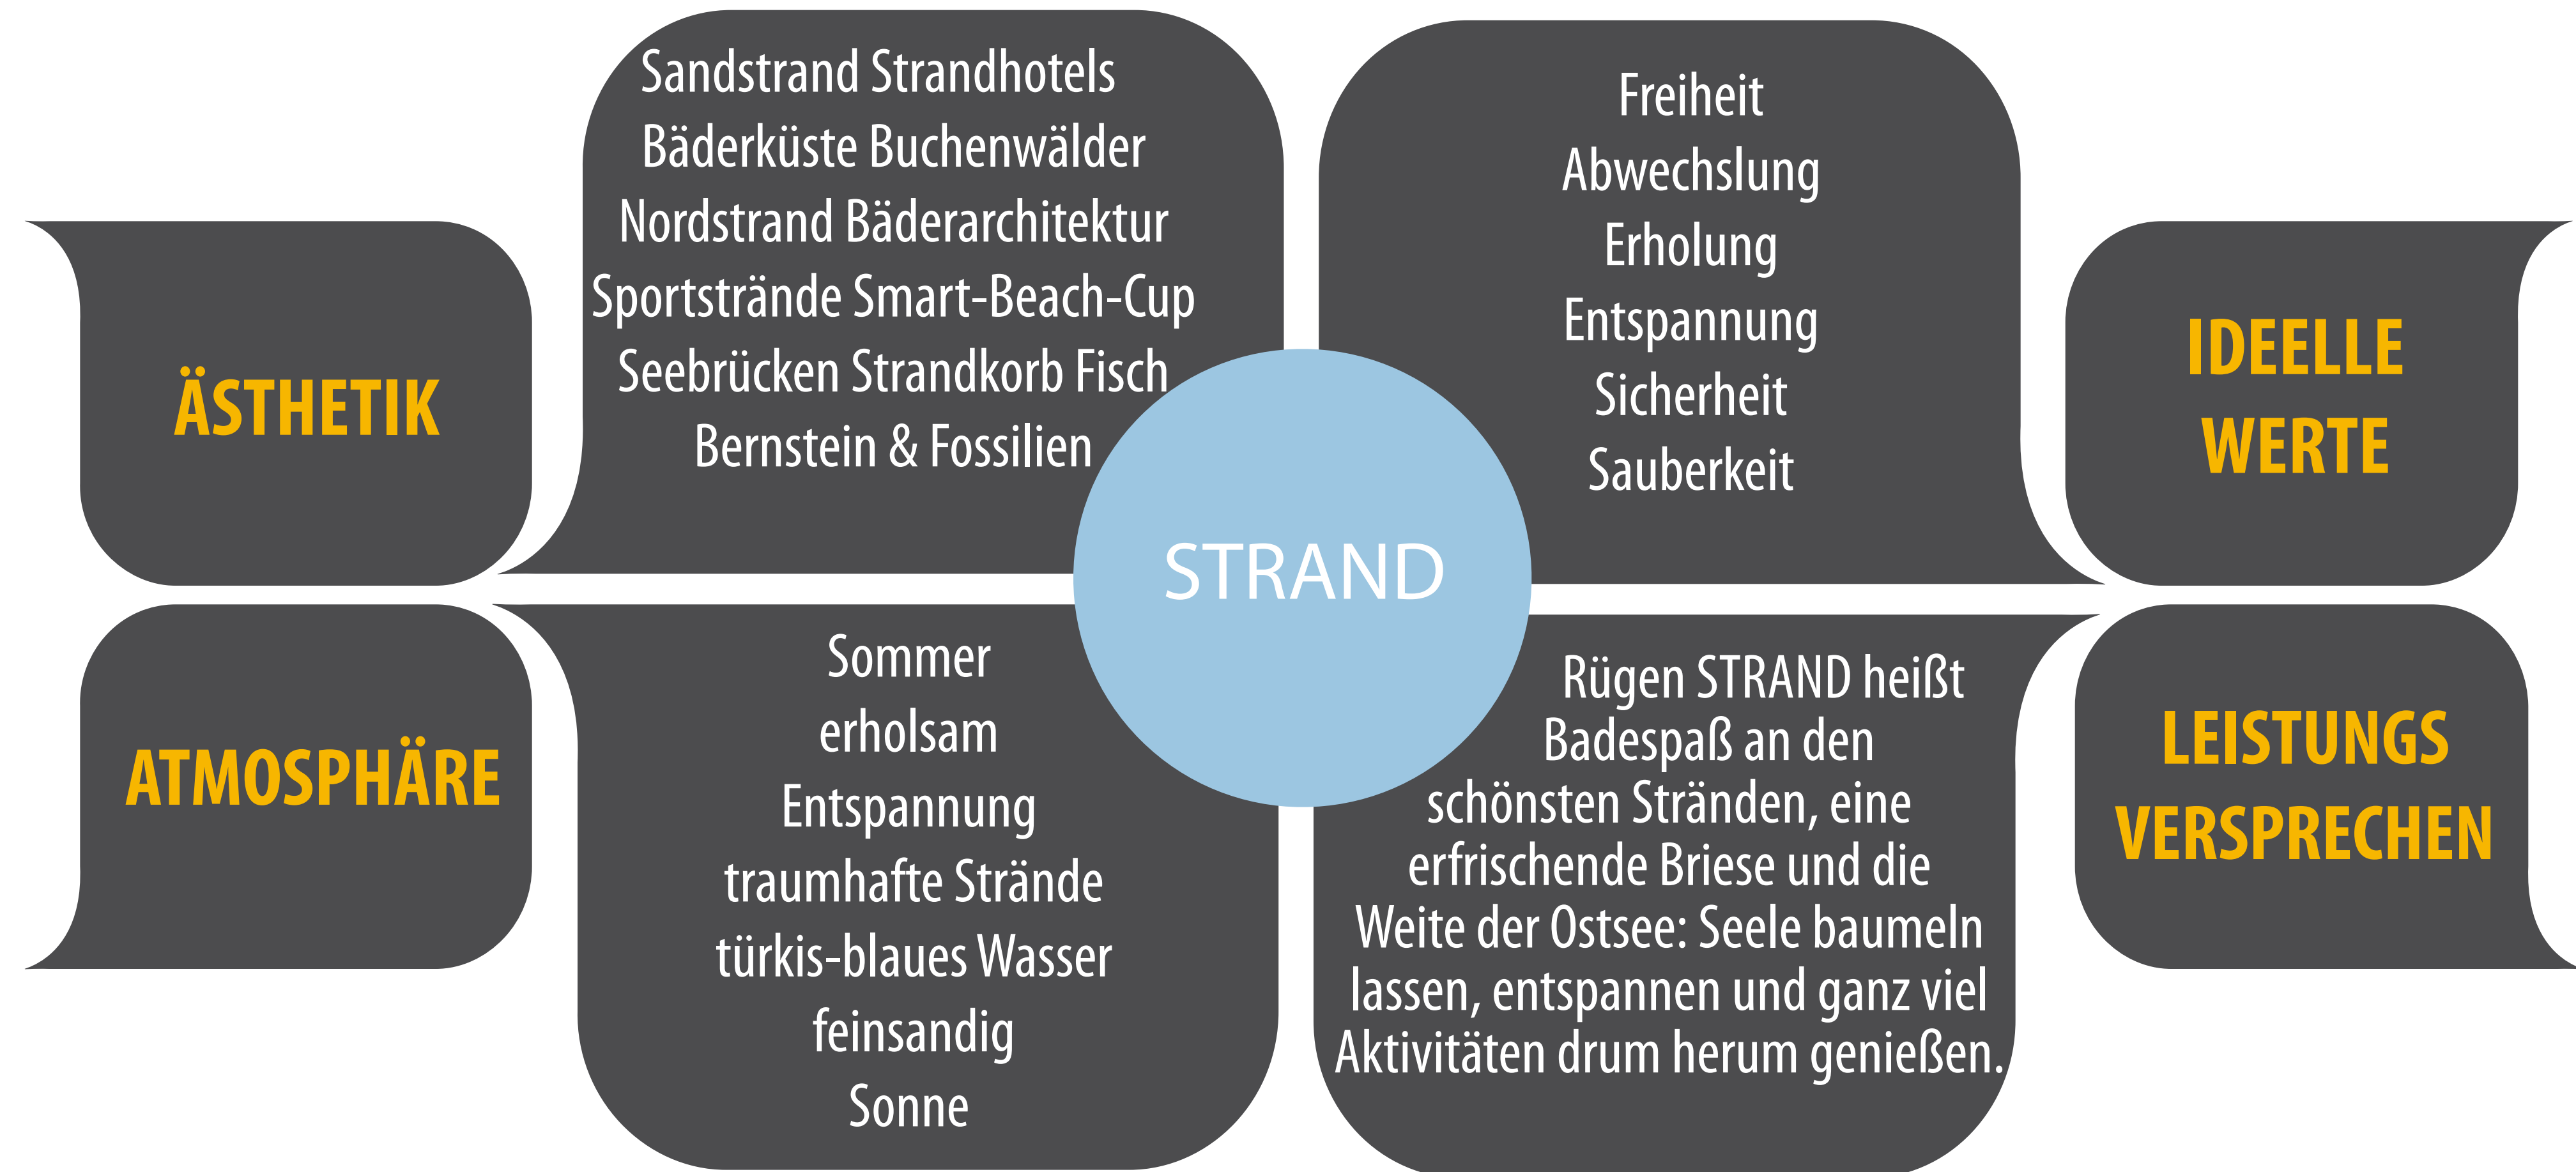 ÄSTHETIK
Sandstrand Strandhotels
Bäderküste Buchenwälder
Nordstrand Bäderarchitektur
Sportstrände Smart-Beach-Cup
Seebrücken Strandkorb Fisch
Bernstein & Fossilien
Freiheit
Abwechslung
Erholung
Entspannung
Sicherheit
Sauberkeit
IDEELLE
WERTE
STRAND
ATMOSPHÄRE
Sommer
erholsam
Entspannung
traumhafte Strände
türkis-blaues Wasser
feinsandig
Sonne
Rügen STRAND heißt
Badespaß an den
schönsten Stränden, eine
erfrischende Briese und die
Weite der Ostsee: Seele baumeln
lassen, entspannen und ganz viel
Aktivitäten drum herum genießen.
LEISTUNGS
VERSPRECHEN